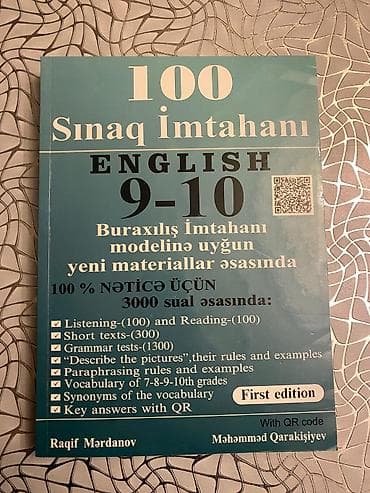 100
Sınaq İmtahanı
ENGLISH
9-10
Buraxılış İmtahanı
modelinə uyğun
yeni materiallar əsasında
100 % NƏTİCƏ ÜÇÜN
3000 sual əsasında:
Listening-(100) and Reading-(100)
Short texts-(300)
Grammar tests-(1300)
"Describe the pictures",their rules and examples
Paraphrasing rules and examples
Vocabulary of 7-8-9-10th grades
Synonyms of the vocabulary
Key answers with QR
First edition
With QR code
Raqif Mərdanov
Məhəmməd Qarakişiyev